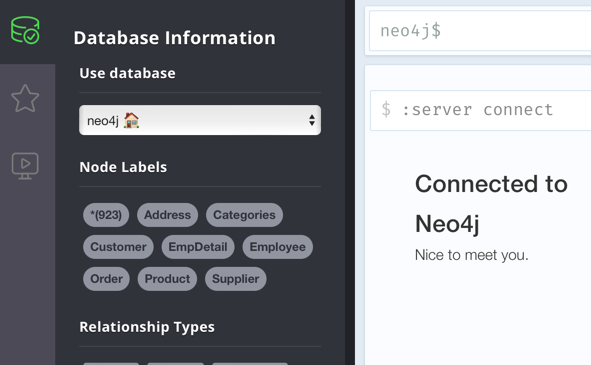 Database Information
Use database
neo4j 🏠
Node Labels
*(923) Address Categories
Customer EmpDetail Employee
Order Product Supplier
Relationship Types
neo4j$
$ :server connect
Connected to
Neo4j
Nice to meet you.